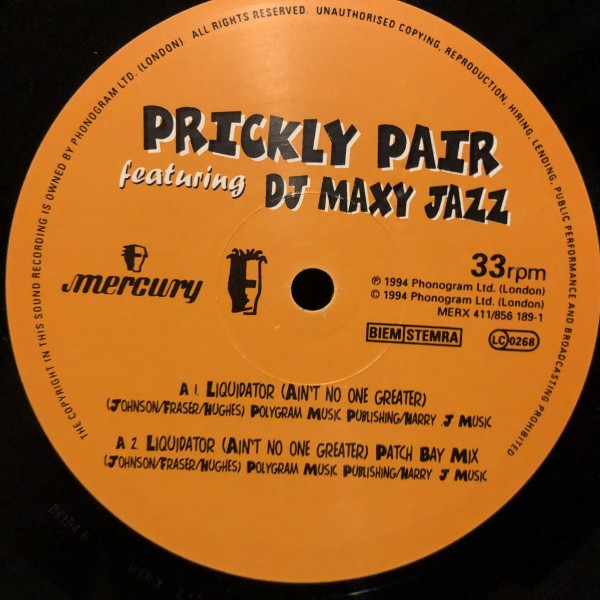 THE COPYRIGHT IN THIS SOUND RECORDING IS OWNED BY PHONOGRAM LTD. (LONDON). ALL RIGHTS RESERVED. UNAUTHORISED COPYING, REPRODUCTION, HIRING, LENDING, PUBLIC PERFORMANCE AND BROADCASTING PROHIBITED
PRICKLY PAIR
featuring DJ MAXY JAZZ
mercury
33rpm
℗ 1994 Phonogram Ltd. (London)
© 1994 Phonogram Ltd. (London)
MERX 411/856 189-1
BIEM STEMRA
LC 0268
A 1. LIQUIDATOR (AIN'T NO ONE GREATER)
(JOHNSON/FRASER/HUGHES) POLYGRAM MUSIC PUBLISHING/HARRY J MUSIC
A 2. LIQUIDATOR (AIN'T NO ONE GREATER) PATCH BAY MIX
(JOHNSON/FRASER/HUGHES) POLYGRAM MUSIC PUBLISHING/HARRY J MUSIC